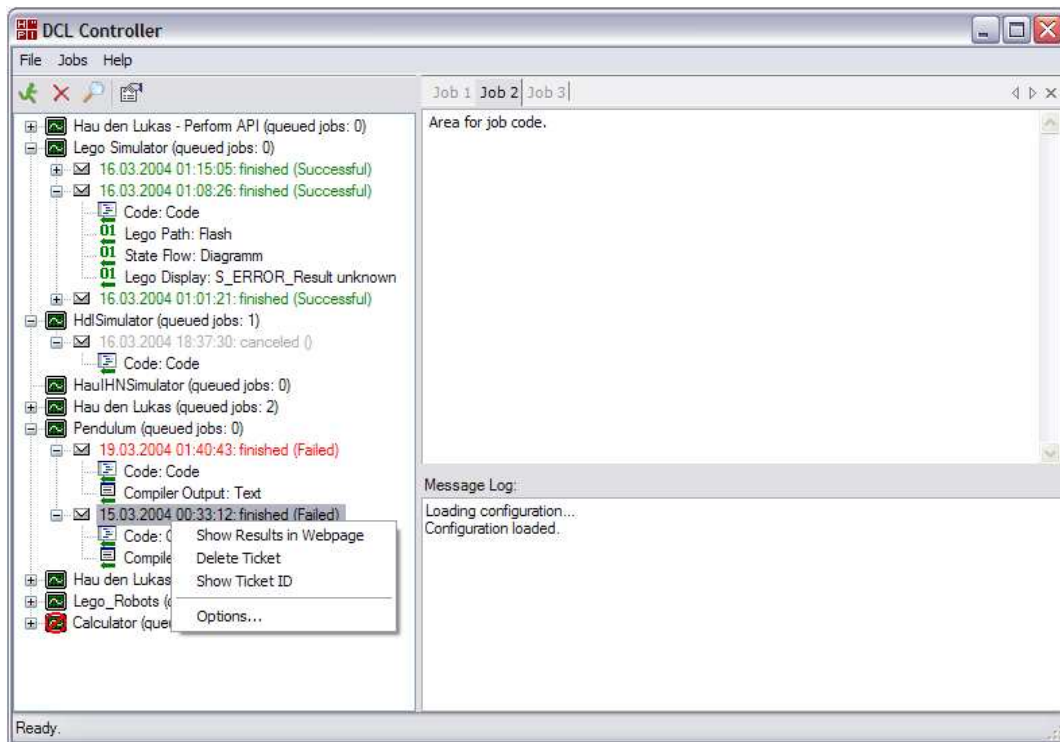 DCL Controller
File Jobs Help
Job 1 Job 2 Job 3
Hau den Lukas - Perform API (queued jobs: 0)
Lego Simulator (queued jobs: 0)
16.03.2004 01:15:05: finished (Successful)
16.03.2004 01:08:26: finished (Successful)
Code: Code
Lego Path: Flash
State Flow: Diagramm
Lego Display: S_ERROR_Result unknown
16.03.2004 01:01:21: finished (Successful)
HdlSimulator (queued jobs: 1)
16.03.2004 18:37:30: canceled ()
Code: Code
HauIHNSimulator (queued jobs: 0)
Hau den Lukas (queued jobs: 2)
Pendulum (queued jobs: 0)
19.03.2004 01:40:43: finished (Failed)
Code: Code
Compiler Output: Text
15.03.2004 00:33:12: finished (Failed)
Code:
Compile
Hau den Lukas
Lego_Robots
Calculator (que
Show Results in Webpage
Delete Ticket
Show Ticket ID
Options...
Area for job code.
Message Log:
Loading configuration...
Configuration loaded.
Ready.